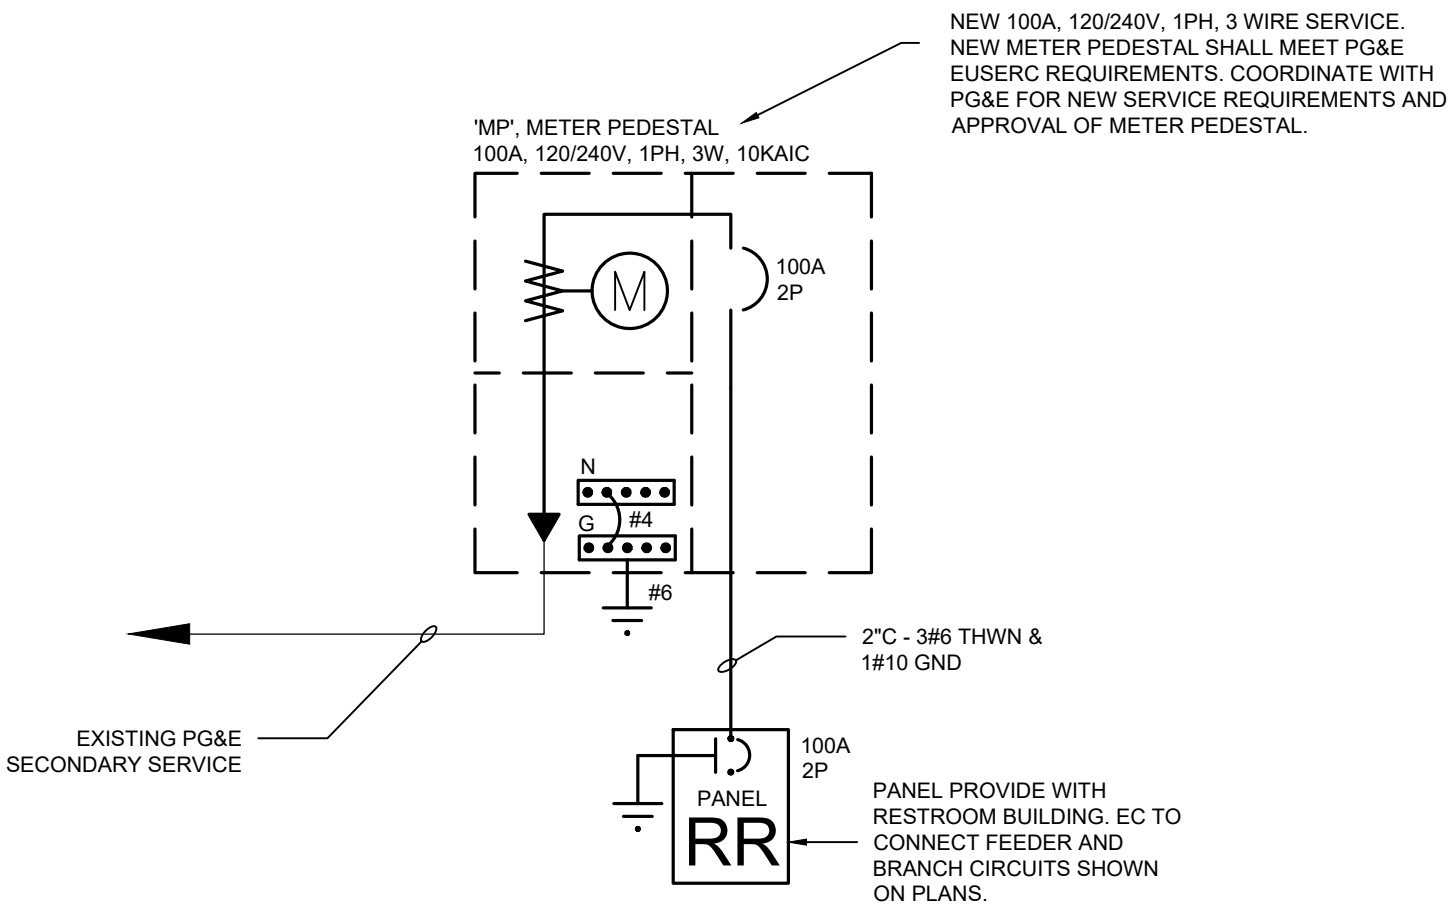 NEW 100A, 120/240V, 1PH, 3 WIRE SERVICE.
NEW METER PEDESTAL SHALL MEET PG&E
EUSERC REQUIREMENTS. COORDINATE WITH
PG&E FOR NEW SERVICE REQUIREMENTS AND
APPROVAL OF METER PEDESTAL.
'MP', METER PEDESTAL
100A, 120/240V, 1PH, 3W, 10KAIC
M
100A
2P
N
#4
G
#6
2"C - 3#6 THWN &
1#10 GND
EXISTING PG&E
SECONDARY SERVICE
100A
2P
PANEL
RR
PANEL PROVIDE WITH
RESTROOM BUILDING. EC TO
CONNECT FEEDER AND
BRANCH CIRCUITS SHOWN
ON PLANS.